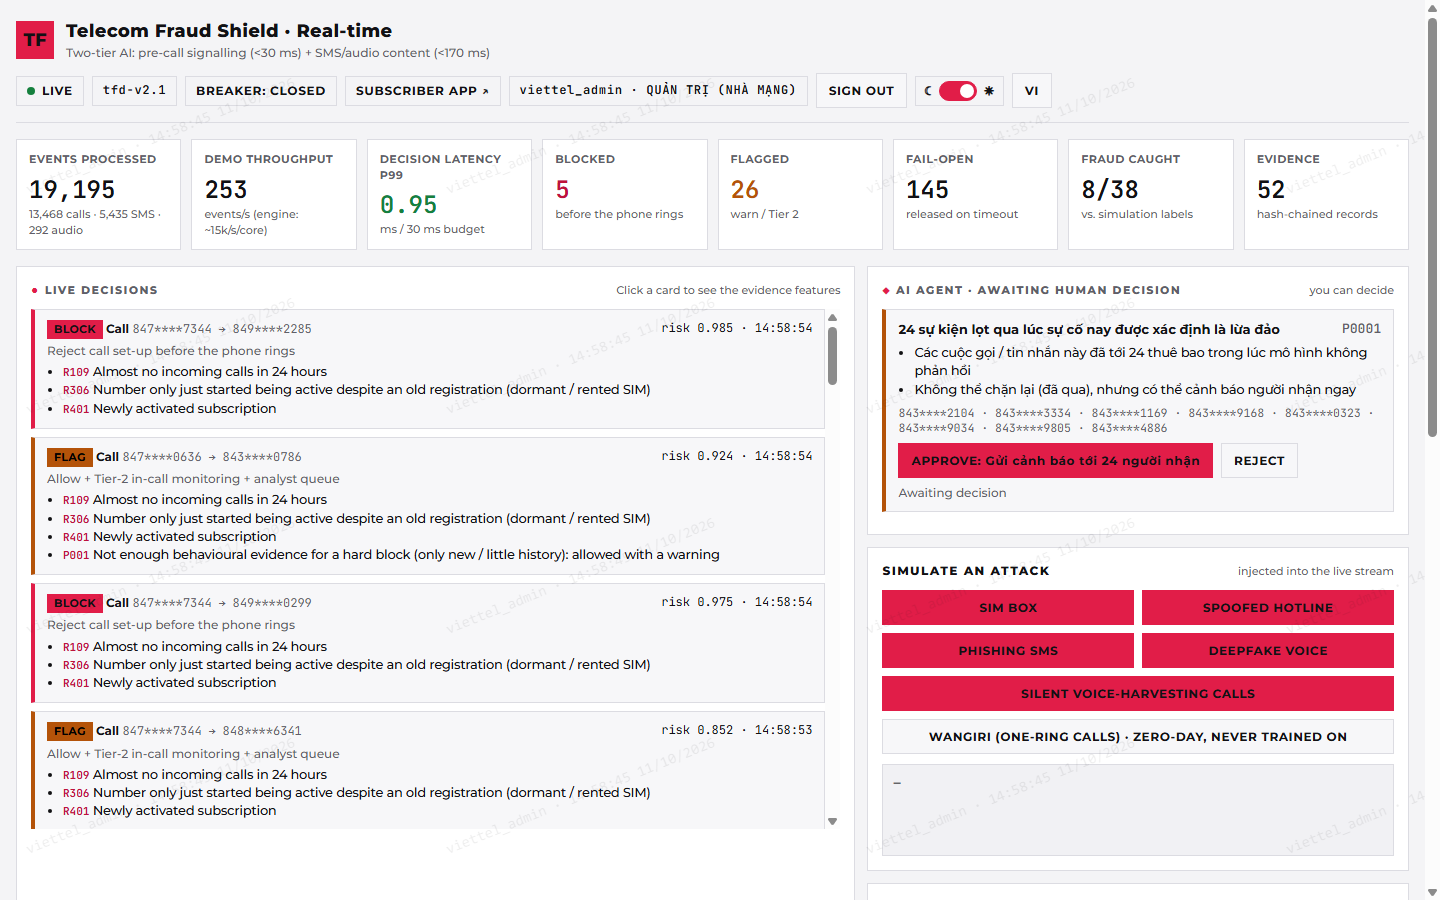 TF
Telecom Fraud Shield · Real-time
Two-tier AI: pre-call signalling (<30 ms) + SMS/audio content (<170 ms)
LIVE
tfd-v2.1
BREAKER: CLOSED
SUBSCRIBER APP ↗
viettel_admin · QUẢN TRỊ (NHÀ MẠNG)
SIGN OUT
VI
EVENTS PROCESSED
19,195
13,468 calls · 5,435 SMS ·
292 audio
DEMO THROUGHPUT
253
events/s (engine:
~15k/s/core)
DECISION LATENCY
P99
0.95
ms / 30 ms budget
BLOCKED
5
before the phone rings
FLAGGED
26
warn / Tier 2
FAIL-OPEN
145
released on timeout
FRAUD CAUGHT
8/38
vs. simulation labels
EVIDENCE
52
hash-chained records
LIVE DECISIONS
Click a card to see the evidence features
BLOCK Call 847****7344 → 849****2285 risk 0.985 · 14:58:54
Reject call set-up before the phone rings
• R109 Almost no incoming calls in 24 hours
• R306 Number only just started being active despite an old registration (dormant / rented SIM)
• R401 Newly activated subscription
FLAG Call 847****0636 → 843****0786 risk 0.924 · 14:58:54
Allow + Tier-2 in-call monitoring + analyst queue
• R109 Almost no incoming calls in 24 hours
• R306 Number only just started being active despite an old registration (dormant / rented SIM)
• R401 Newly activated subscription
• P001 Not enough behavioural evidence for a hard block (only new / little history): allowed with a warning
BLOCK Call 847****7344 → 849****0299 risk 0.975 · 14:58:54
Reject call set-up before the phone rings
• R109 Almost no incoming calls in 24 hours
• R306 Number only just started being active despite an old registration (dormant / rented SIM)
• R401 Newly activated subscription
FLAG Call 847****7344 → 848****6341 risk 0.852 · 14:58:53
Allow + Tier-2 in-call monitoring + analyst queue
• R109 Almost no incoming calls in 24 hours
• R306 Number only just started being active despite an old registration (dormant / rented SIM)
• R401 Newly activated subscription
AI AGENT · AWAITING HUMAN DECISION
you can decide
24 sự kiện lọt qua lúc sự cố nay được xác định là lừa đảo P0001
• Các cuộc gọi / tin nhắn này đã tới 24 thuê bao trong lúc mô hình không
phản hồi
• Không thể chặn lại (đã qua), nhưng có thể cảnh báo người nhận ngay
843****2104 · 843****3334 · 843****1169 · 843****9168 · 843****0323 ·
843****9034 · 843****9805 · 843****4886
APPROVE: Gửi cảnh báo tới 24 người nhận
REJECT
Awaiting decision
SIMULATE AN ATTACK
injected into the live stream
SIM BOX
SPOOFED HOTLINE
PHISHING SMS
DEEPFAKE VOICE
SILENT VOICE-HARVESTING CALLS
WANGIRI (ONE-RING CALLS) · ZERO-DAY, NEVER TRAINED ON
—
viettel_admin · 14:58:45 11/10/2026